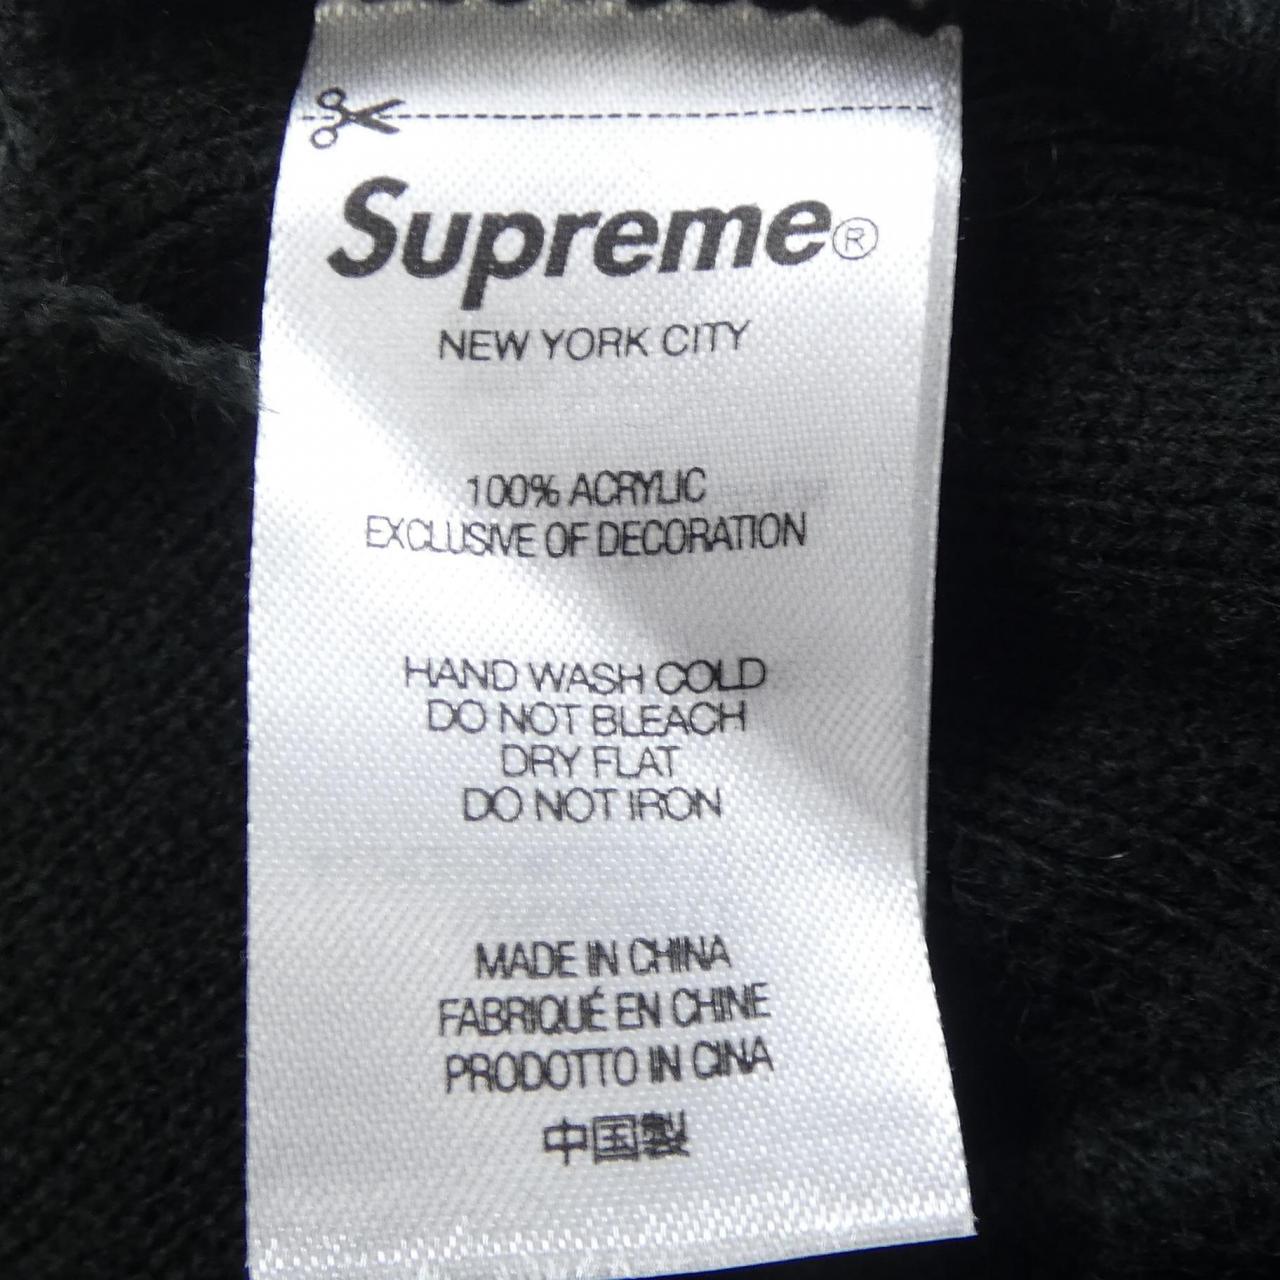 Supreme®
NEW YORK CITY
100% ACRYLIC
EXCLUSIVE OF DECORATION
HAND WASH COLD
DO NOT BLEACH
DRY FLAT
DO NOT IRON
MADE IN CHINA
FABRIQUÉ EN CHINE
PRODOTTO IN CINA
中国製